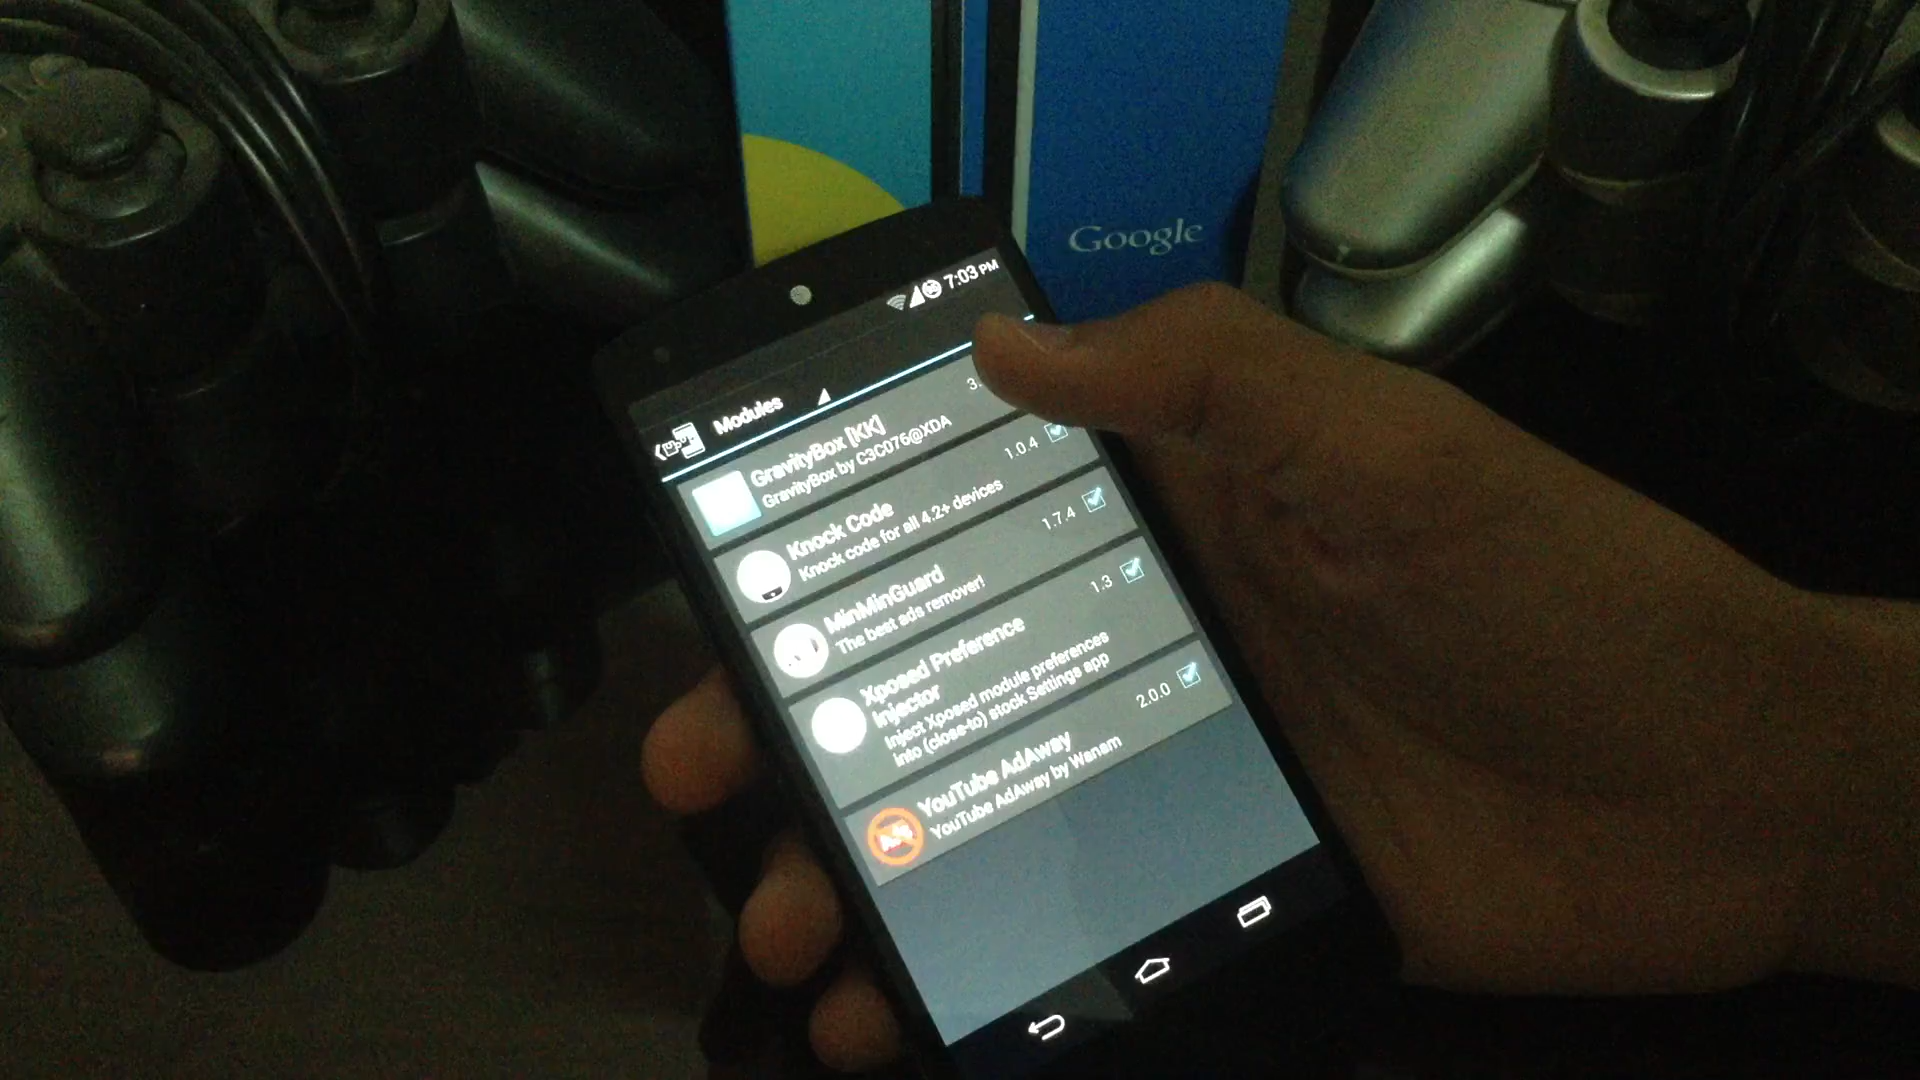 Google
7:03 PM
Modules
GravityBox [KK]
GravityBox by C3C076@XDA
Knock Code
1.0.4
Knock code for all 4.2+ devices
MinMinGuard
1.7.4
The best ads remover!
Xposed Preference
Injector
1.3
Inject Xposed module preferences
into (close-to) stock Settings app
YouTube AdAway
2.0.0
YouTube AdAway by Wanam